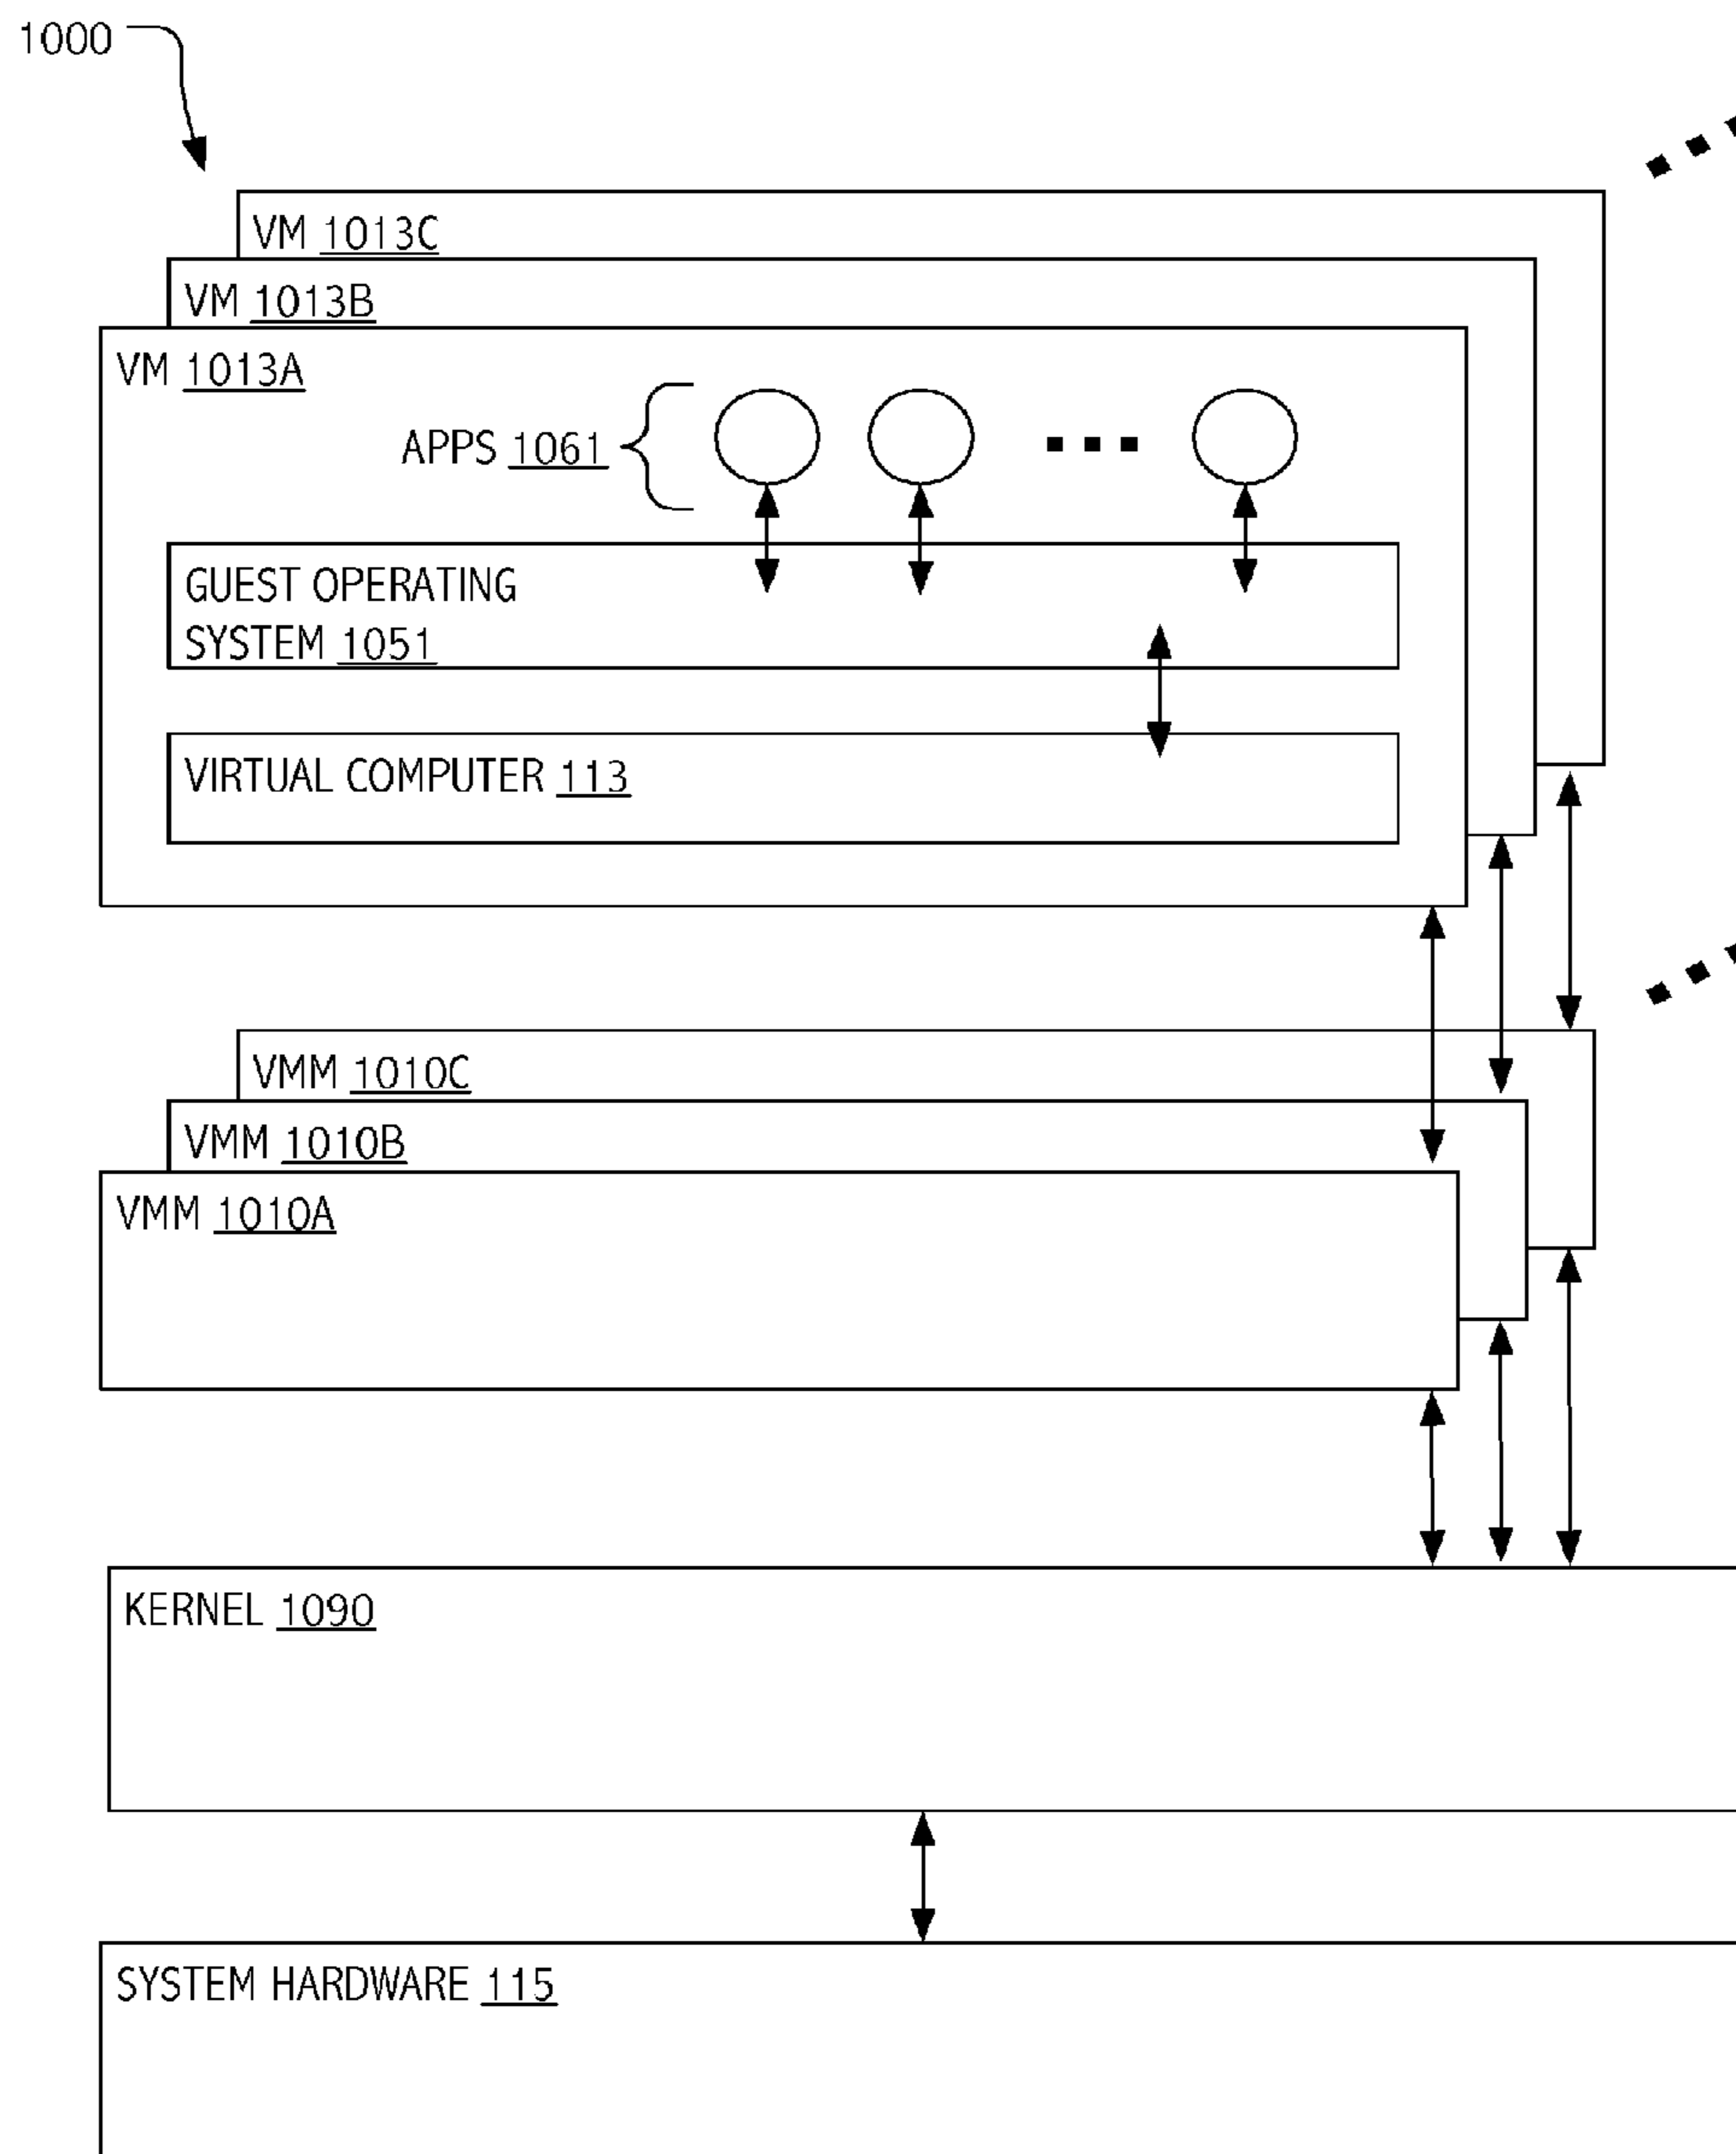 1000
VM 1013C
VM 1013B
VM 1013A
APPS 1061
GUEST OPERATING
SYSTEM 1051
VIRTUAL COMPUTER 113
VMM 1010C
VMM 1010B
VMM 1010A
KERNEL 1090
SYSTEM HARDWARE 115